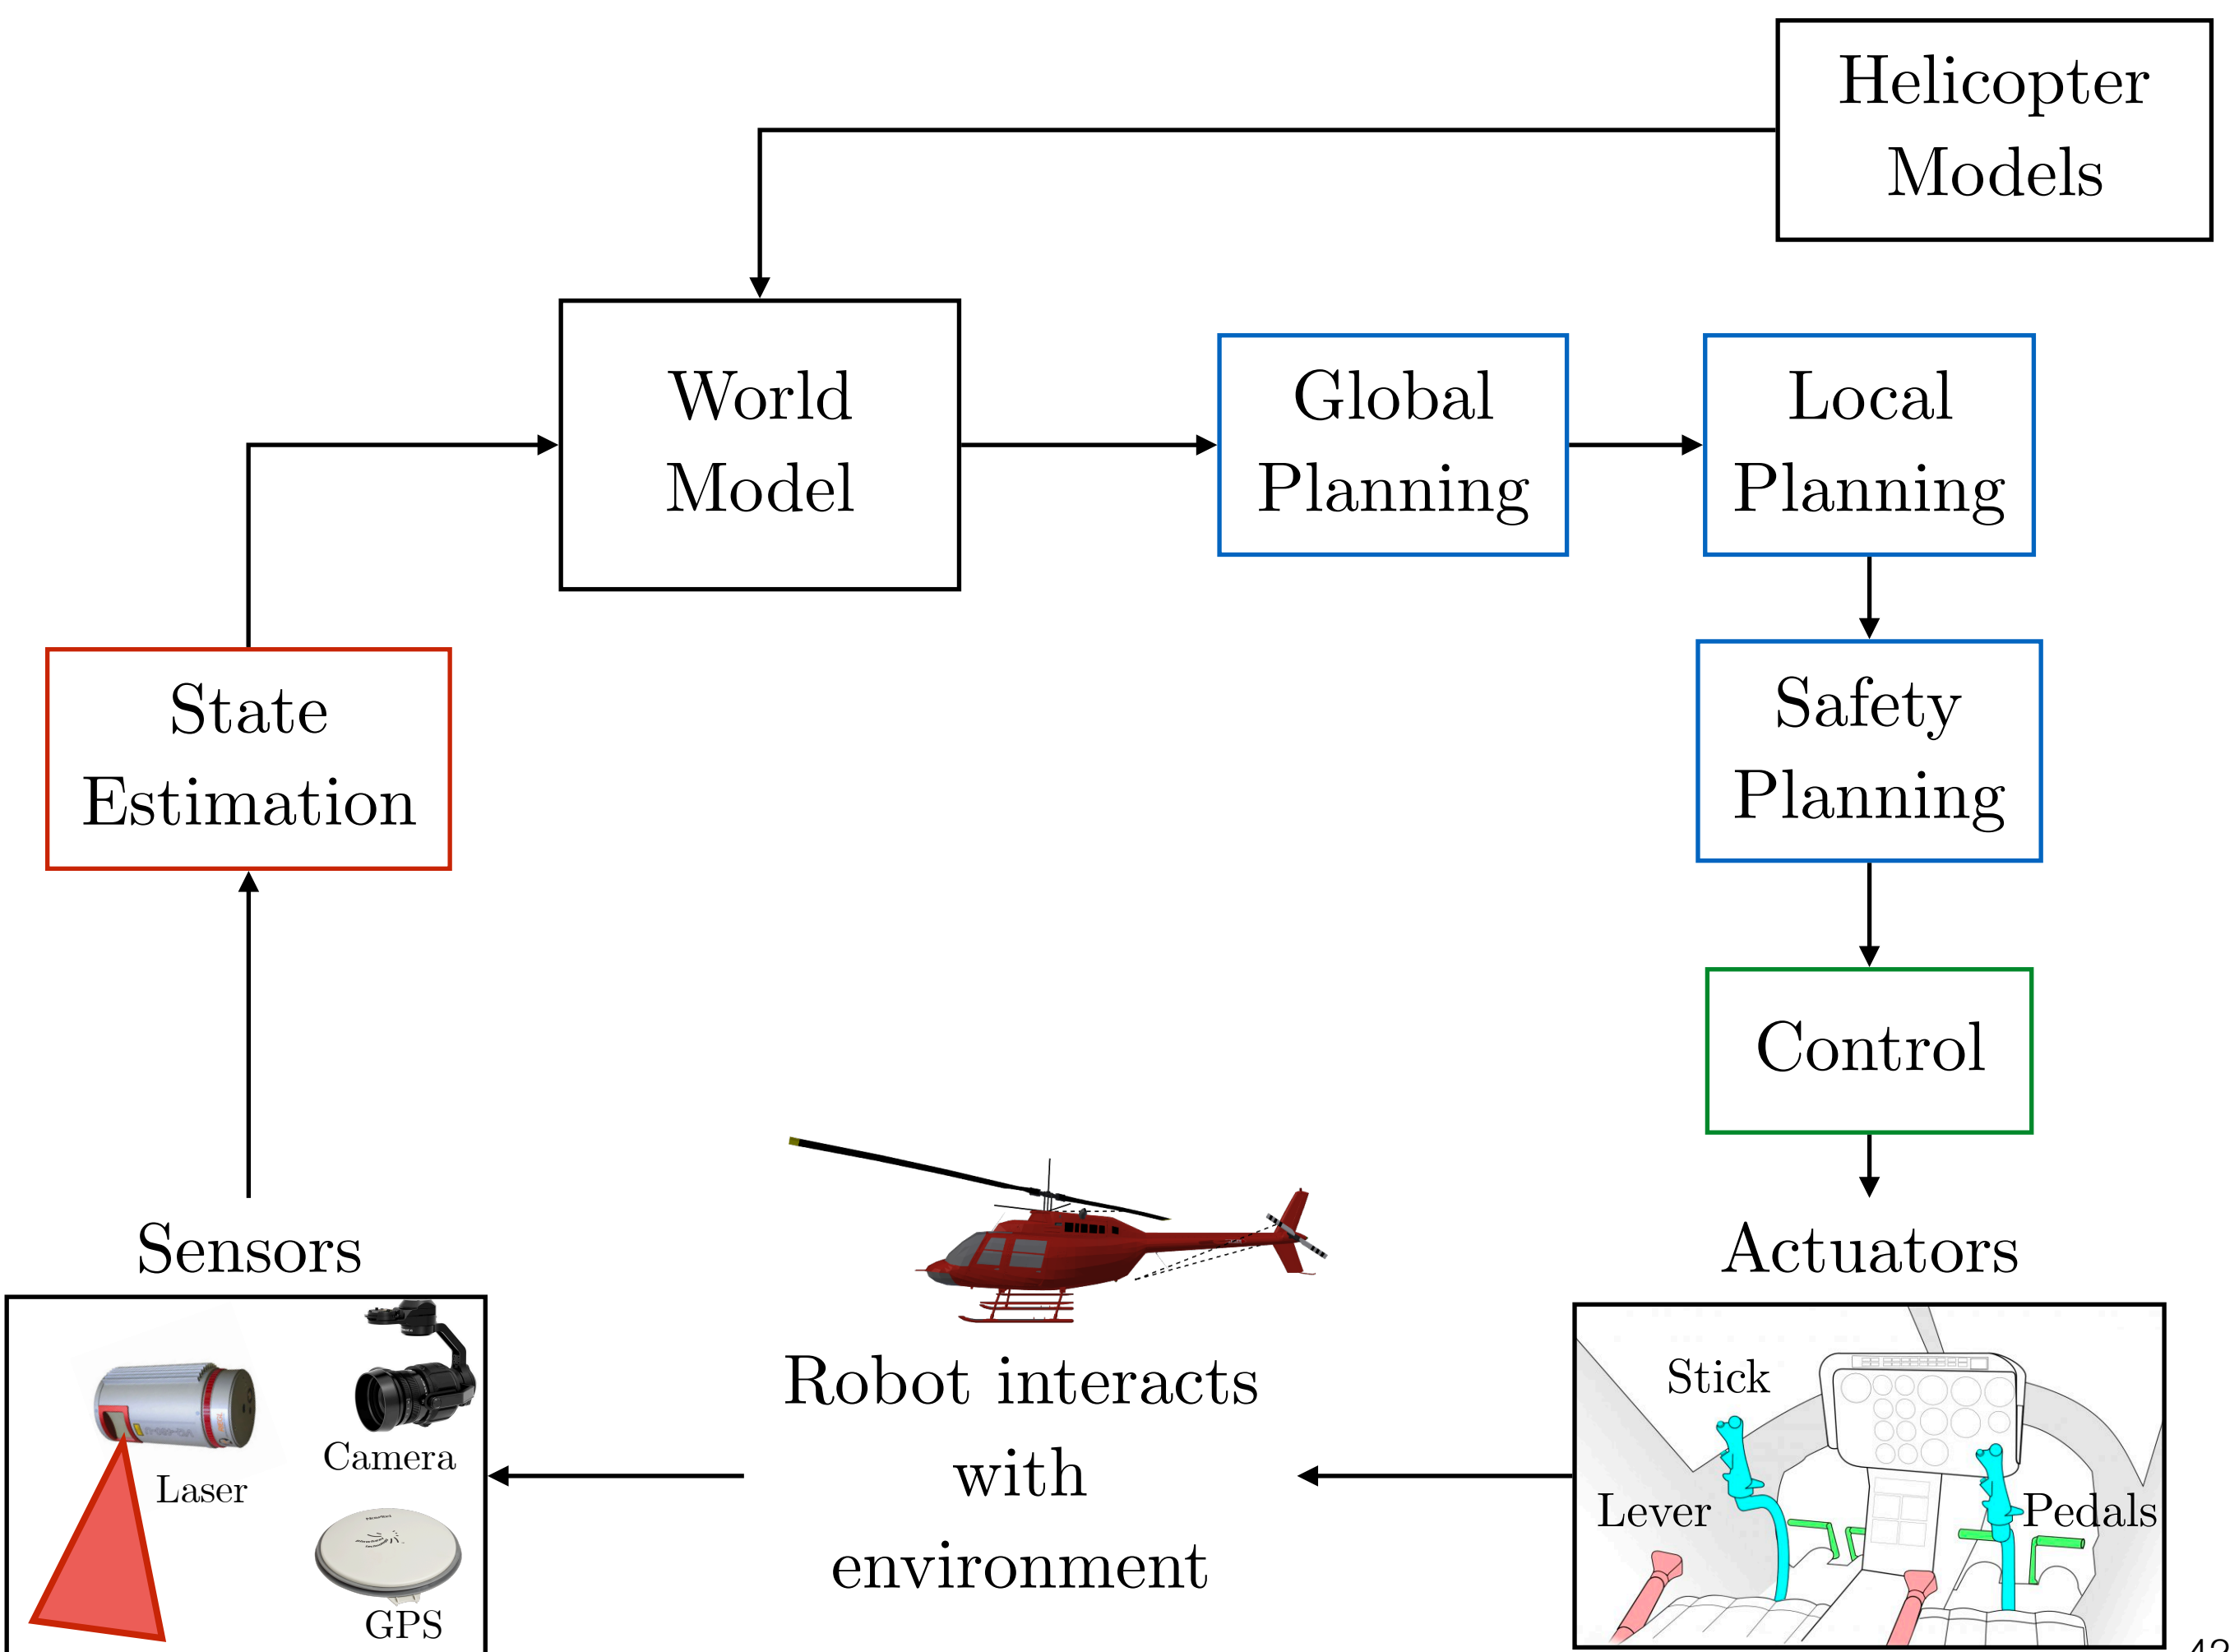 Helicopter
Models
World
Model
Global
Planning
Local
Planning
State
Estimation
Safety
Planning
Control
Sensors
Actuators
Laser
Camera
GPS
Robot interacts
with
environment
Stick
Lever
Pedals